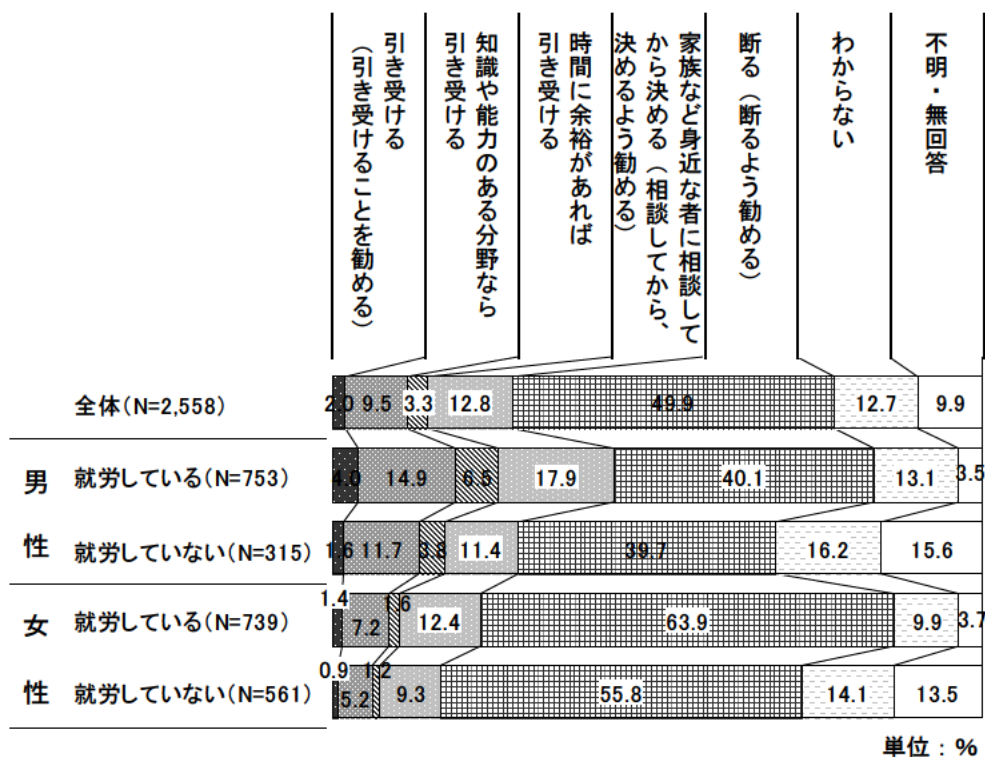 引き受ける
（引き受けることを勧める）
知識や能力のある分野なら
引き受ける
時間に余裕があれば
引き受ける
家族など身近な者に相談して
から決める（相談してから、
決めるよう勧める）
断る（断るよう勧める）
わからない
不明・無回答
全体(N=2,558) 2.0 9.5 3.3 12.8 49.9 12.7 9.9
男性
就労している(N=753) 4.0 14.9 6.5 17.9 40.1 13.1 3.5
就労していない(N=315) 1.6 11.7 3.8 11.4 39.7 16.2 15.6
女性
就労している(N=739) 1.4 7.2 1.6 12.4 63.9 9.9 3.7
就労していない(N=561) 0.9 5.2 1.2 9.3 55.8 14.1 13.5
単位：%